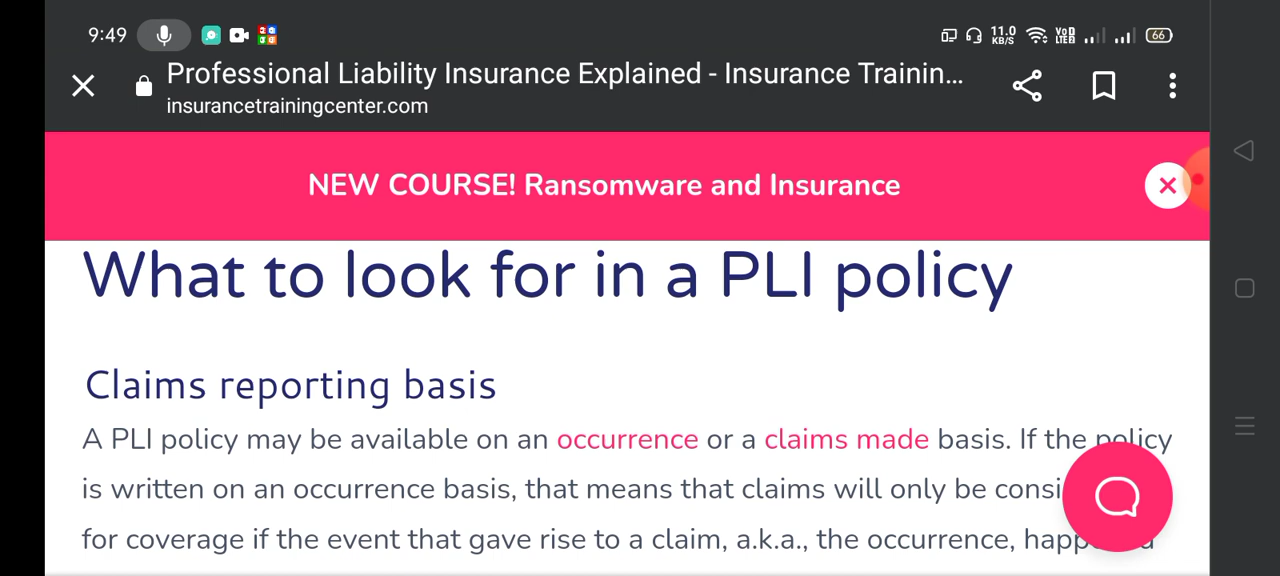 9:49 11.0 KB/S VoD LTE2 66
Professional Liability Insurance Explained - Insurance Trainin...
insurancetrainingcenter.com
NEW COURSE! Ransomware and Insurance
What to look for in a PLI policy
Claims reporting basis
A PLI policy may be available on an occurrence or a claims made basis. If the policy
is written on an occurrence basis, that means that claims will only be consi
for coverage if the event that gave rise to a claim, a.k.a., the occurrence,